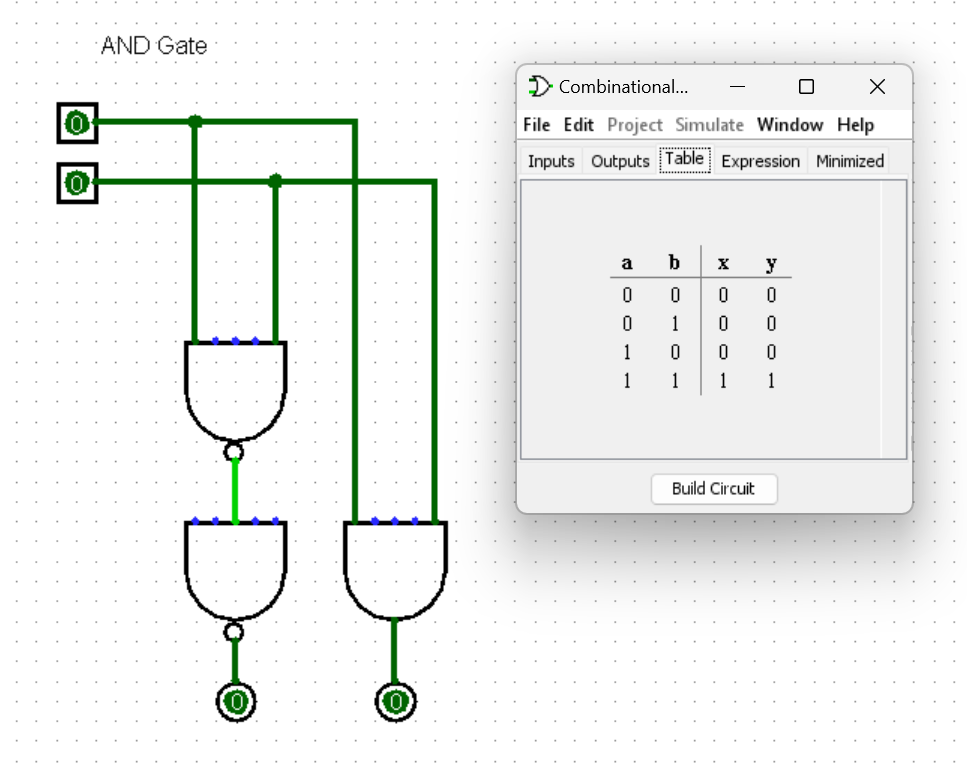 AND Gate
0
0
0
0
Combinational...
File Edit Project Simulate Window Help
Inputs Outputs Table Expression Minimized
a b x y
0 0 0 0
0 1 0 0
1 0 0 0
1 1 1 1
Build Circuit